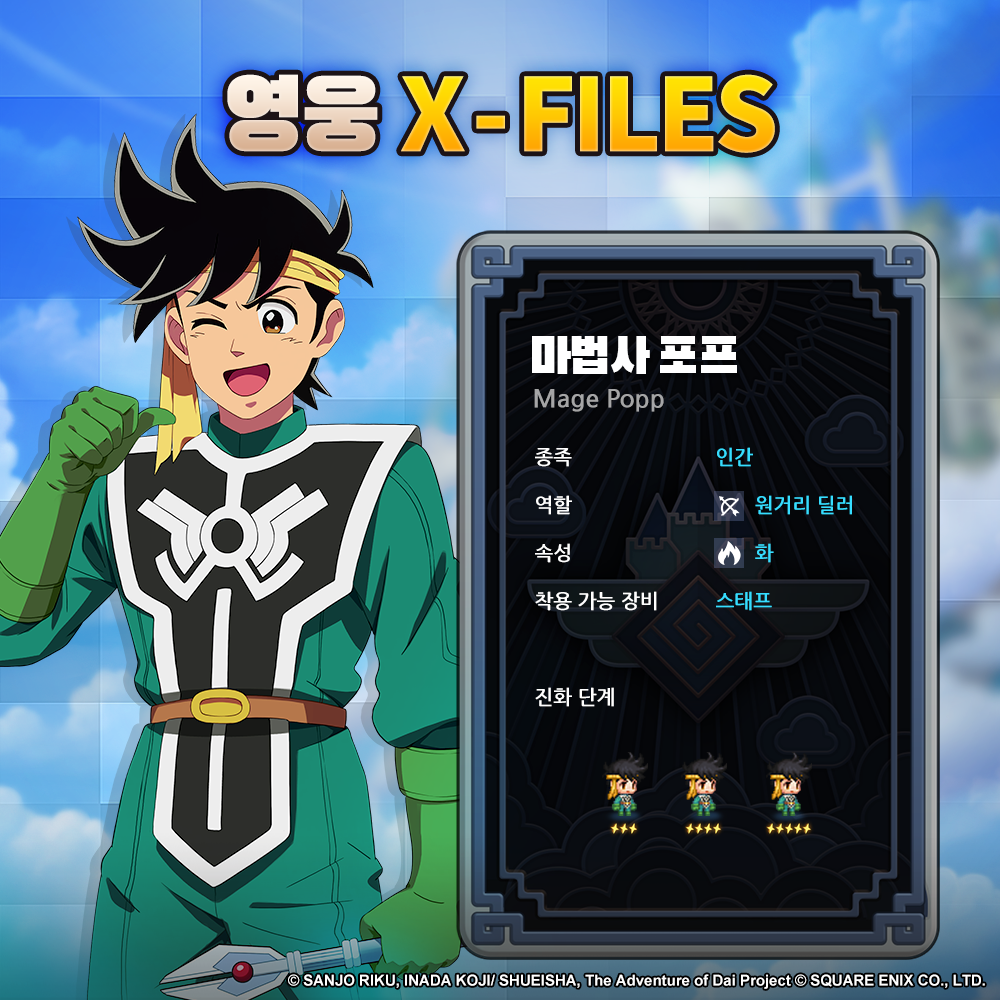 영웅 X-FILES
마법사 포프
Mage Popp
종족 인간
역할 원거리 딜러
속성 화
착용 가능 장비 스태프
진화 단계
© SANJO RIKU, INADA KOJI/ SHUEISHA, The Adventure of Dai Project © SQUARE ENIX CO., LTD.